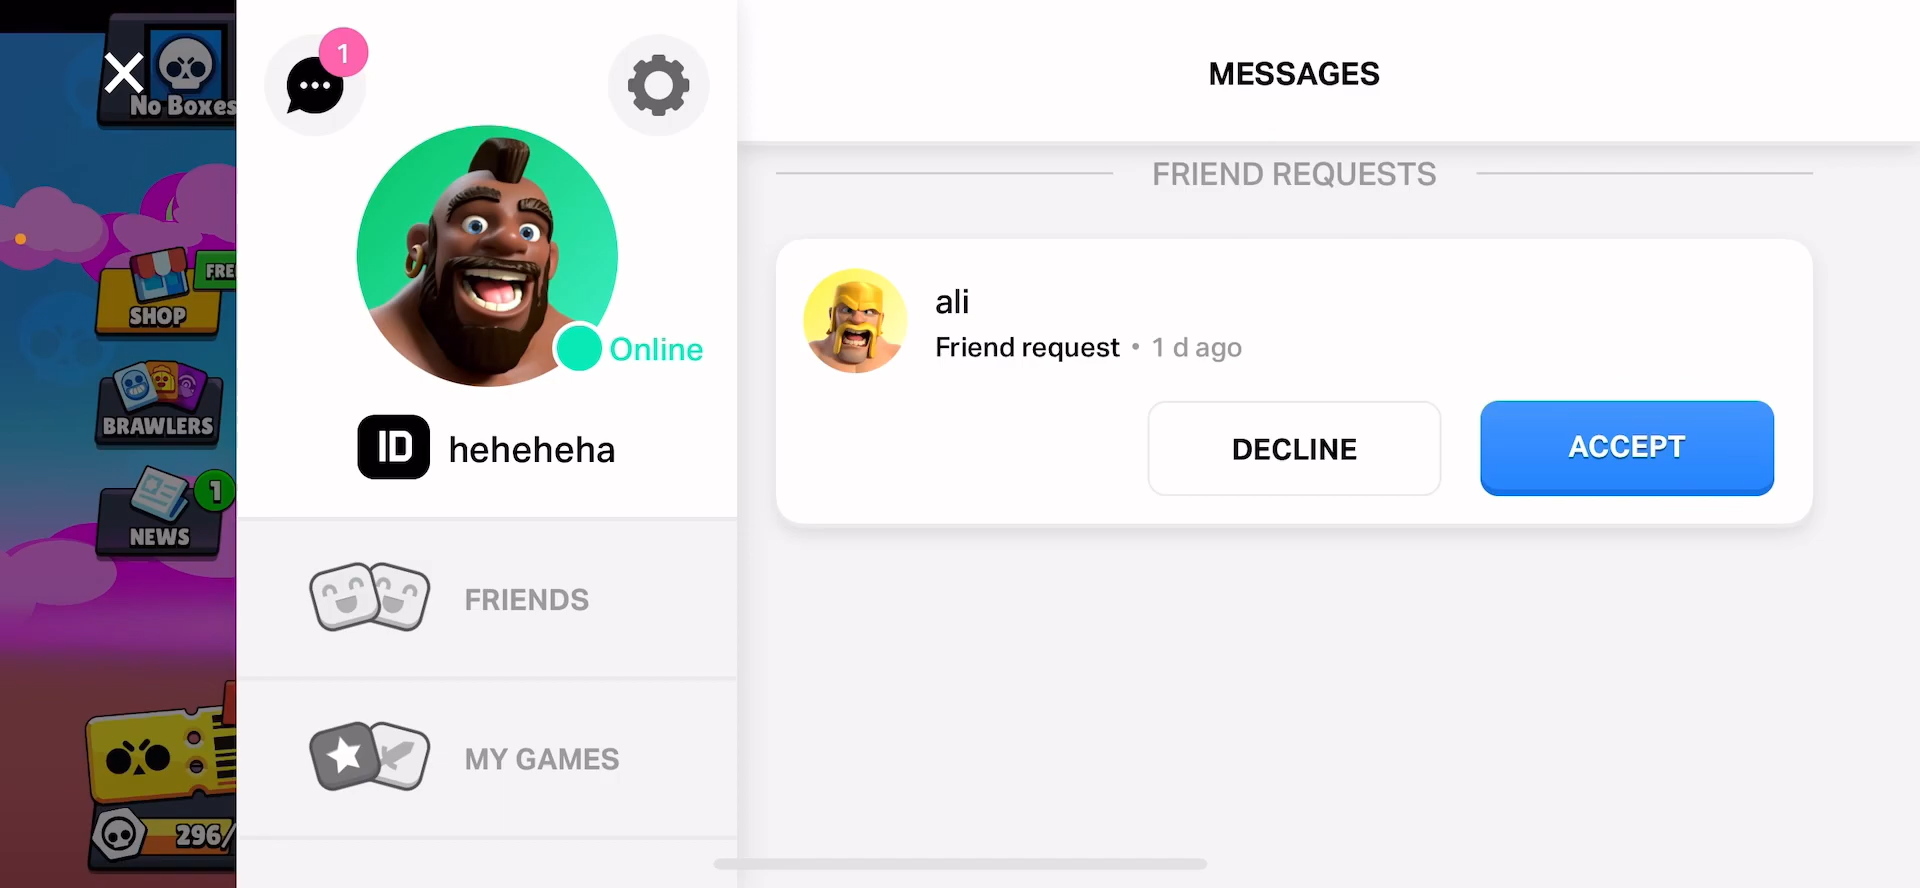 No Boxes
FREE
SHOP
BRAWLERS
1
NEWS
296/
1
Online
ID heheheha
FRIENDS
MY GAMES
MESSAGES
FRIEND REQUESTS
ali
Friend request • 1 d ago
DECLINE
ACCEPT